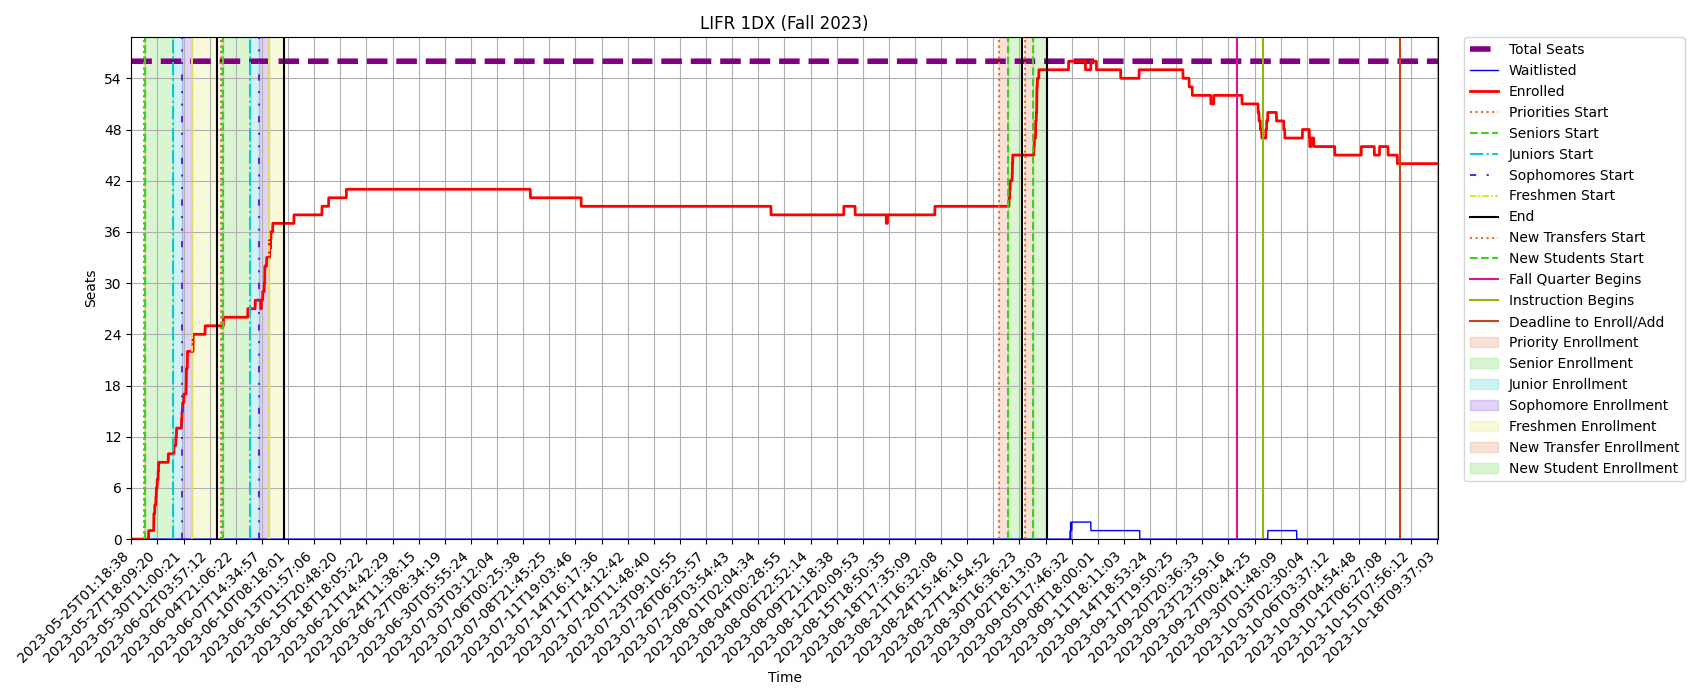 LIFR 1DX (Fall 2023)
Seats
54
48
42
36
30
24
18
12
6
0
2023-05-25T01:18:38
2023-05-27T18:09:20
2023-05-30T11:00:21
2023-06-02T03:57:12
2023-06-04T21:06:22
2023-06-07T14:34:57
2023-06-10T08:18:01
2023-06-13T01:57:06
2023-06-15T20:48:20
2023-06-18T18:05:22
2023-06-21T14:42:29
2023-06-24T11:38:15
2023-06-27T08:34:19
2023-06-30T05:55:24
2023-07-03T03:12:04
2023-07-06T00:25:38
2023-07-08T21:45:25
2023-07-11T19:03:46
2023-07-14T16:17:36
2023-07-17T14:12:42
2023-07-20T11:48:40
2023-07-23T09:10:55
2023-07-26T06:25:57
2023-07-29T03:54:43
2023-08-01T02:04:34
2023-08-04T00:28:55
2023-08-06T22:52:14
2023-08-09T21:18:38
2023-08-12T20:09:53
2023-08-15T18:50:35
2023-08-18T17:35:09
2023-08-21T16:32:08
2023-08-24T15:46:10
2023-08-27T14:54:52
2023-08-30T16:36:23
2023-09-02T18:13:03
2023-09-05T17:46:32
2023-09-08T18:00:01
2023-09-11T18:11:03
2023-09-14T18:53:24
2023-09-17T19:50:25
2023-09-20T20:36:33
2023-09-23T23:59:16
2023-09-27T00:44:25
2023-09-30T01:48:09
2023-10-03T02:30:04
2023-10-06T03:37:12
2023-10-09T04:54:48
2023-10-12T06:27:08
2023-10-15T07:56:12
2023-10-18T09:37:03
Time
Total Seats
Waitlisted
Enrolled
Priorities Start
Seniors Start
Juniors Start
Sophomores Start
Freshmen Start
End
New Transfers Start
New Students Start
Fall Quarter Begins
Instruction Begins
Deadline to Enroll/Add
Priority Enrollment
Senior Enrollment
Junior Enrollment
Sophomore Enrollment
Freshmen Enrollment
New Transfer Enrollment
New Student Enrollment